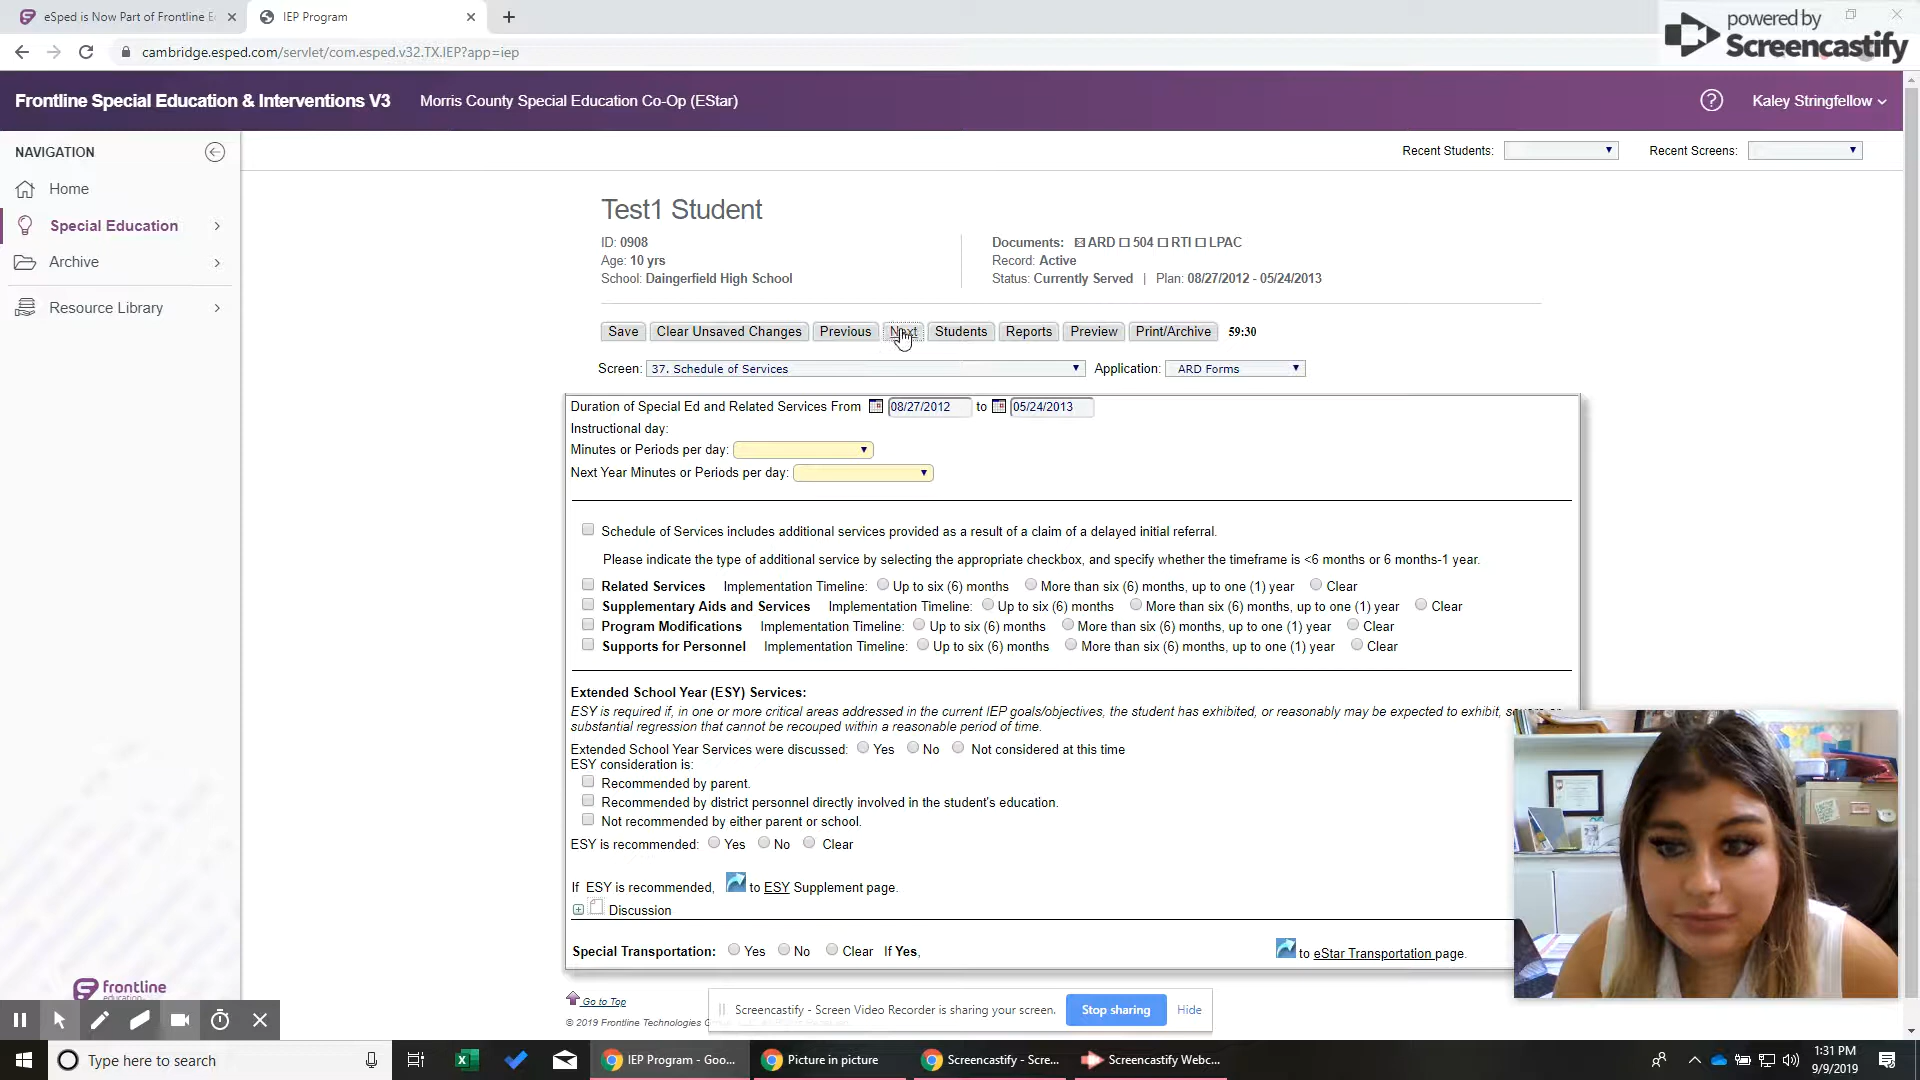 eSped is Now Part of Frontline E
IEP Program
powered by
Screencastify
cambridge.esped.com/servlet/com.esped.v32.TX.IEP?app=iep
Frontline Special Education & Interventions V3 Morris County Special Education Co-Op (EStar) Kaley Stringfellow
NAVIGATION
Recent Students: Recent Screens:
Home
Special Education
Archive
Resource Library
Test1 Student
ID: 0908
Age: 10 yrs
School: Daingerfield High School
Documents: ARD 504 RTI LPAC
Record: Active
Status: Currently Served | Plan: 08/27/2012 - 05/24/2013
Save Clear Unsaved Changes Previous Next Students Reports Preview Print/Archive 59:30
Screen: 37. Schedule of Services Application: ARD Forms
Duration of Special Ed and Related Services From 08/27/2012 to 05/24/2013
Instructional day:
Minutes or Periods per day:
Next Year Minutes or Periods per day:
Schedule of Services includes additional services provided as a result of a claim of a delayed initial referral.
Please indicate the type of additional service by selecting the appropriate checkbox, and specify whether the timeframe is <6 months or 6 months-1 year.
Related Services Implementation Timeline: Up to six (6) months More than six (6) months, up to one (1) year Clear
Supplementary Aids and Services Implementation Timeline: Up to six (6) months More than six (6) months, up to one (1) year Clear
Program Modifications Implementation Timeline: Up to six (6) months More than six (6) months, up to one (1) year Clear
Supports for Personnel Implementation Timeline: Up to six (6) months More than six (6) months, up to one (1) year Clear
Extended School Year (ESY) Services:
ESY is required if, in one or more critical areas addressed in the current IEP goals/objectives, the student has exhibited, or reasonably may be expected to exhibit,
substantial regression that cannot be recouped within a reasonable period of time.
Extended School Year Services were discussed: Yes No Not considered at this time
ESY consideration is:
Recommended by parent.
Recommended by district personnel directly involved in the student's education.
Not recommended by either parent or school.
ESY is recommended: Yes No Clear
If ESY is recommended, to ESY Supplement page.
Discussion
Special Transportation: Yes No Clear If Yes, to eStar Transportation page.
frontline
education
Go to Top
© 2019 Frontline Technologies
Screencastify - Screen Video Recorder is sharing your screen. Stop sharing Hide
Type here to search
IEP Program - Goo...
Picture in picture
Screencastify - Scre...
Screencastify Webc...
1:31 PM
9/9/2019